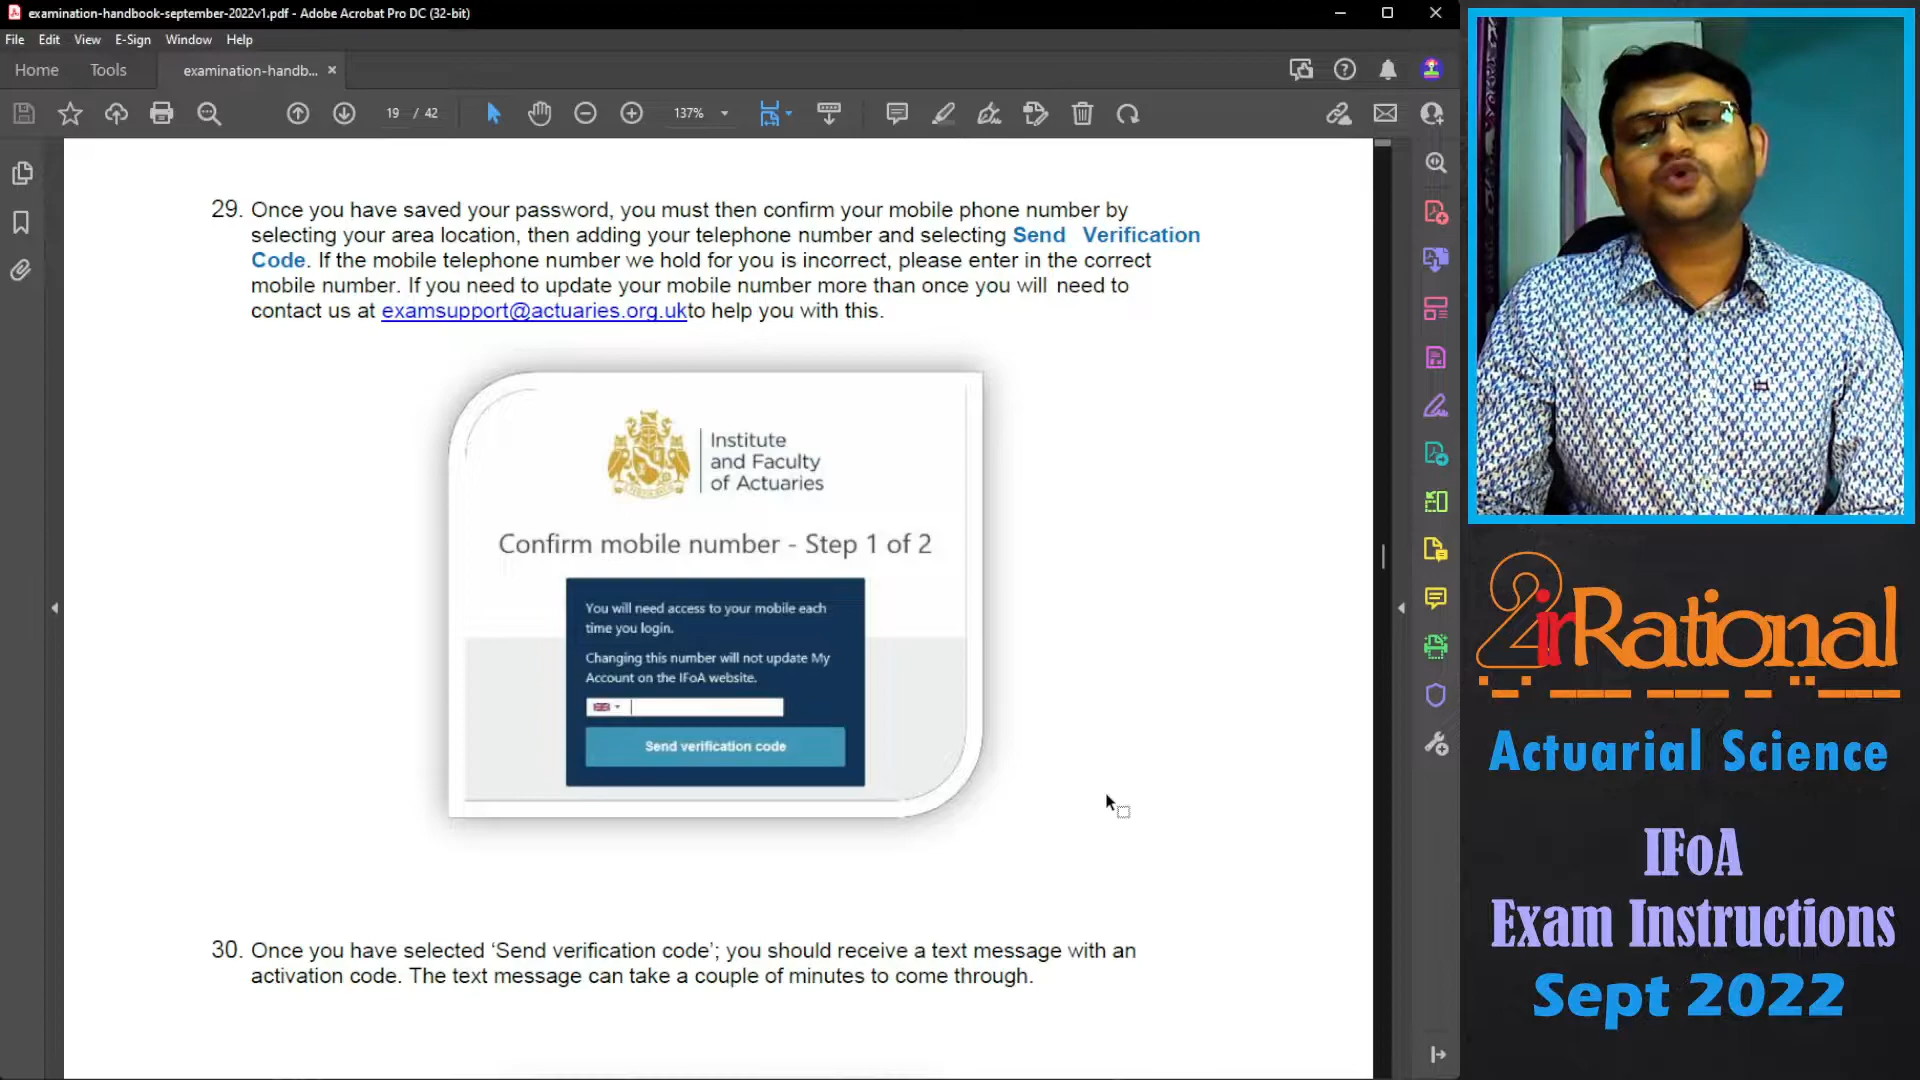 examination-handbook-september-2022v1.pdf - Adobe Acrobat Pro DC (32-bit)
File Edit View E-Sign Window Help
Home Tools examination-handb... ×
19 / 42 137%
29. Once you have saved your password, you must then confirm your mobile phone number by
selecting your area location, then adding your telephone number and selecting Send Verification
Code. If the mobile telephone number we hold for you is incorrect, please enter in the correct
mobile number. If you need to update your mobile number more than once you will need to
contact us at examsupport@actuaries.org.ukto help you with this.
Institute
and Faculty
of Actuaries
Confirm mobile number - Step 1 of 2
You will need access to your mobile each
time you login.
Changing this number will not update My
Account on the IFoA website.
Send verification code
30. Once you have selected ‘Send verification code’; you should receive a text message with an
activation code. The text message can take a couple of minutes to come through.
2irRational
Actuarial Science
IFoA
Exam Instructions
Sept 2022